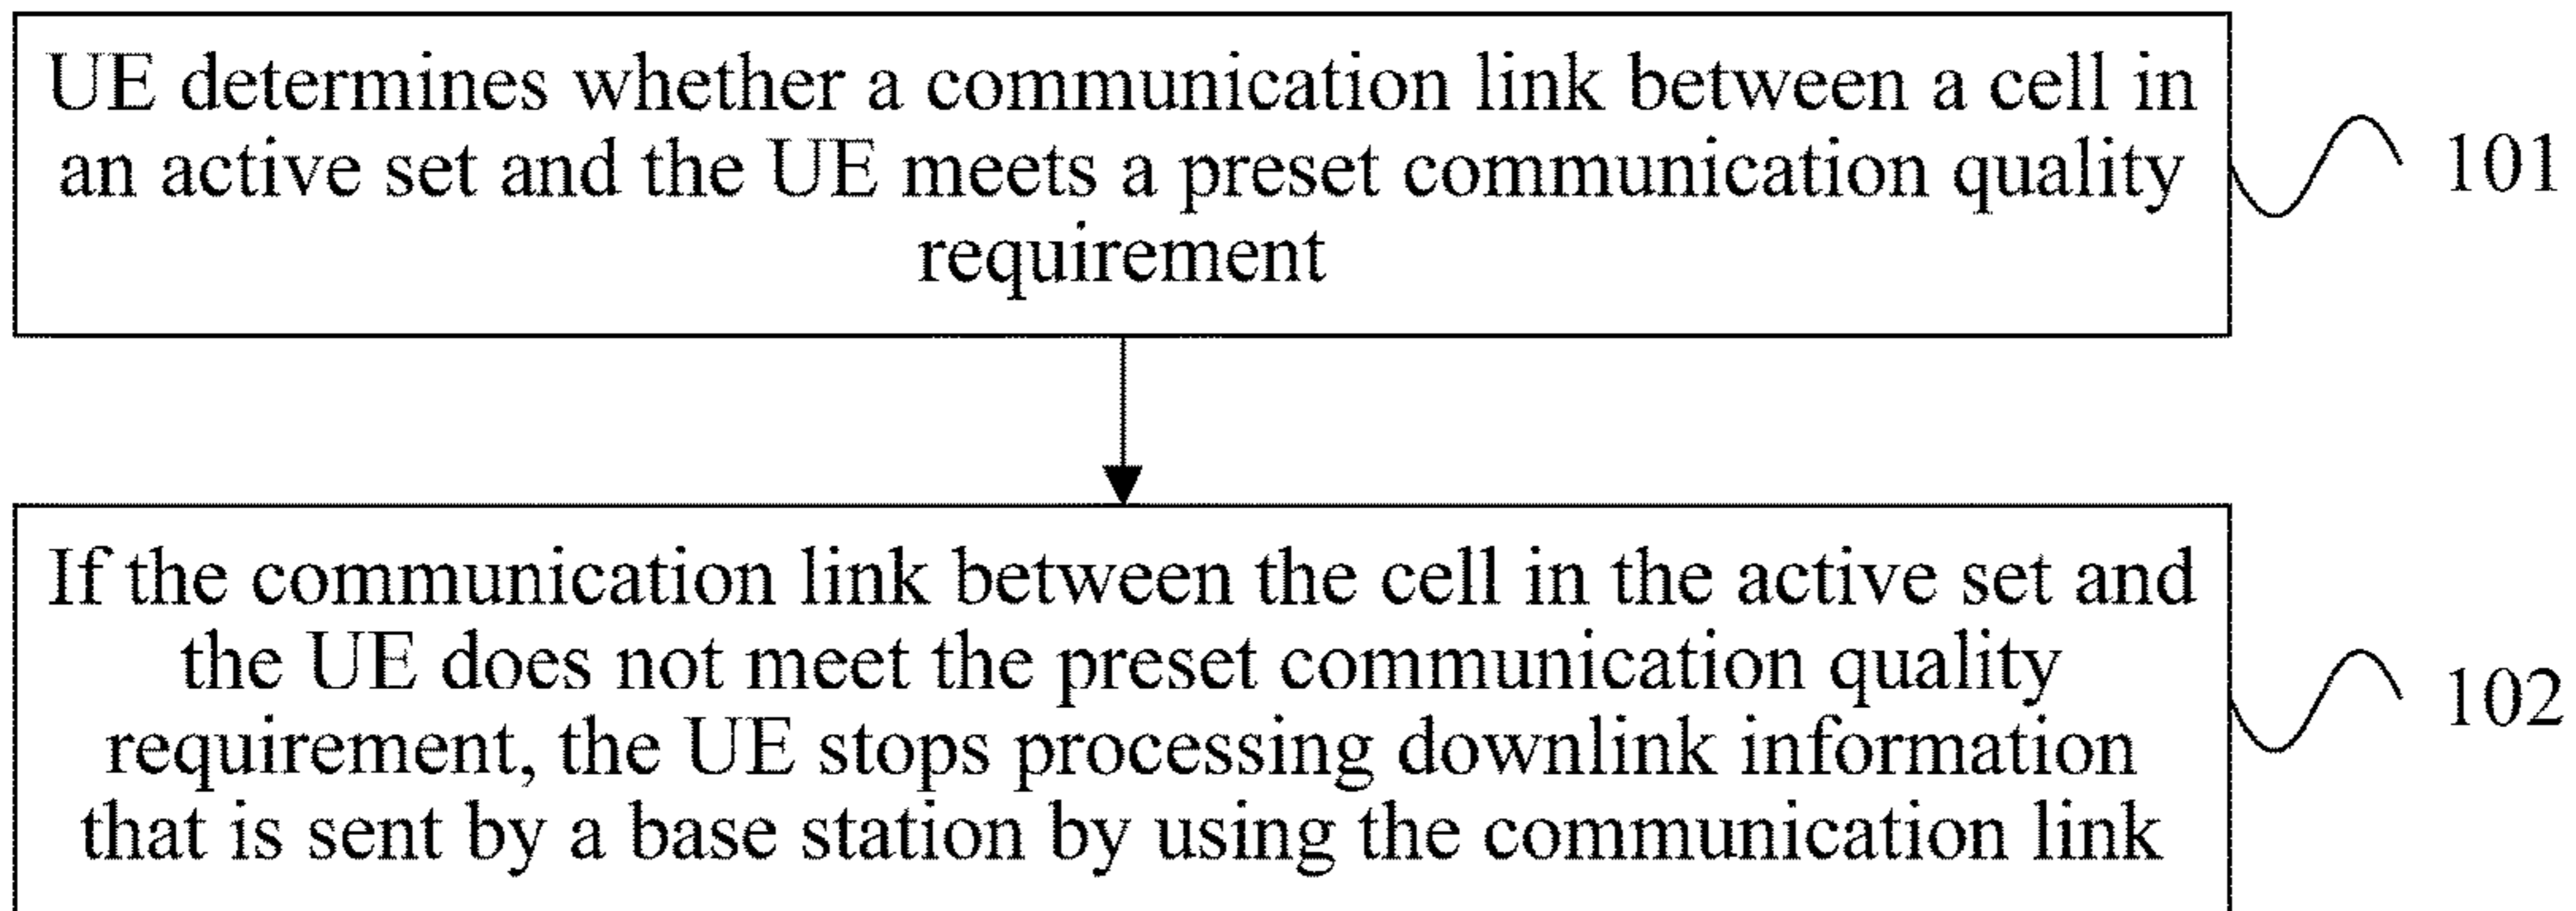 UE determines whether a communication link between a cell in
an active set and the UE meets a preset communication quality
requirement
101
If the communication link between the cell in the active set and
the UE does not meet the preset communication quality
requirement, the UE stops processing downlink information
that is sent by a base station by using the communication link
102